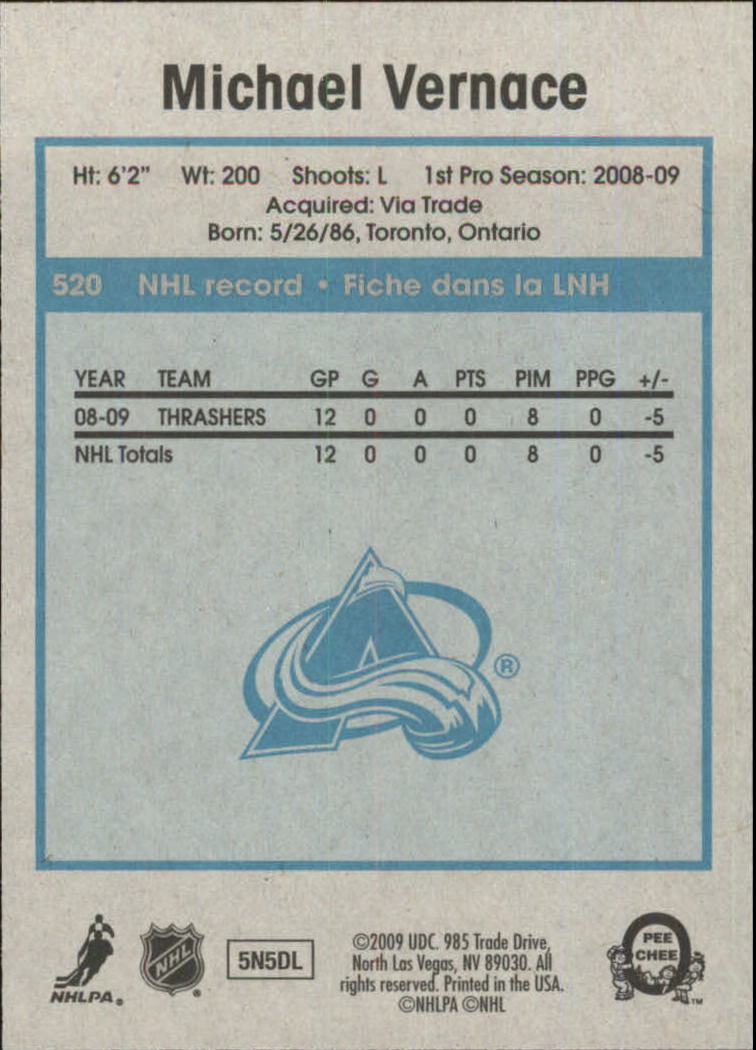 Michael Vernace
Ht: 6'2" Wt: 200 Shoots: L 1st Pro Season: 2008-09
Acquired: Via Trade
Born: 5/26/86, Toronto, Ontario
520 NHL record • Fiche dans la LNH
YEAR TEAM GP G A PTS PIM PPG +/-
08-09 THRASHERS 12 0 0 0 8 0 -5
NHL Totals 12 0 0 0 8 0 -5
®
NHLPA®
NHL®
5N5DL
©2009 UDC. 985 Trade Drive,
North Las Vegas, NV 89030. All
rights reserved. Printed in the USA.
©NHLPA ©NHL
O
PEE
CHEE
TM